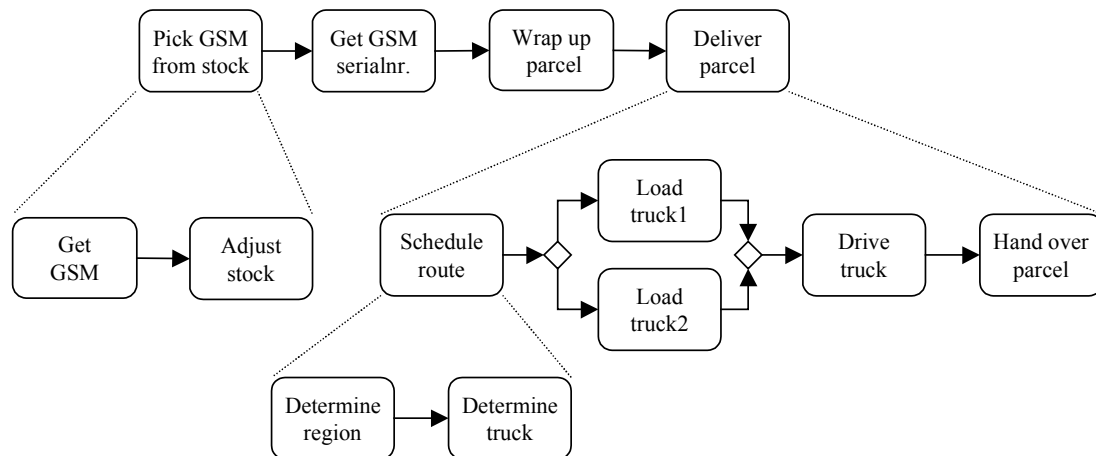 Pick GSM
from stock
Get GSM
serialnr.
Wrap up
parcel
Deliver
parcel
Get
GSM
Adjust
stock
Schedule
route
Load
truck1
Load
truck2
Drive
truck
Hand over
parcel
Determine
region
Determine
truck